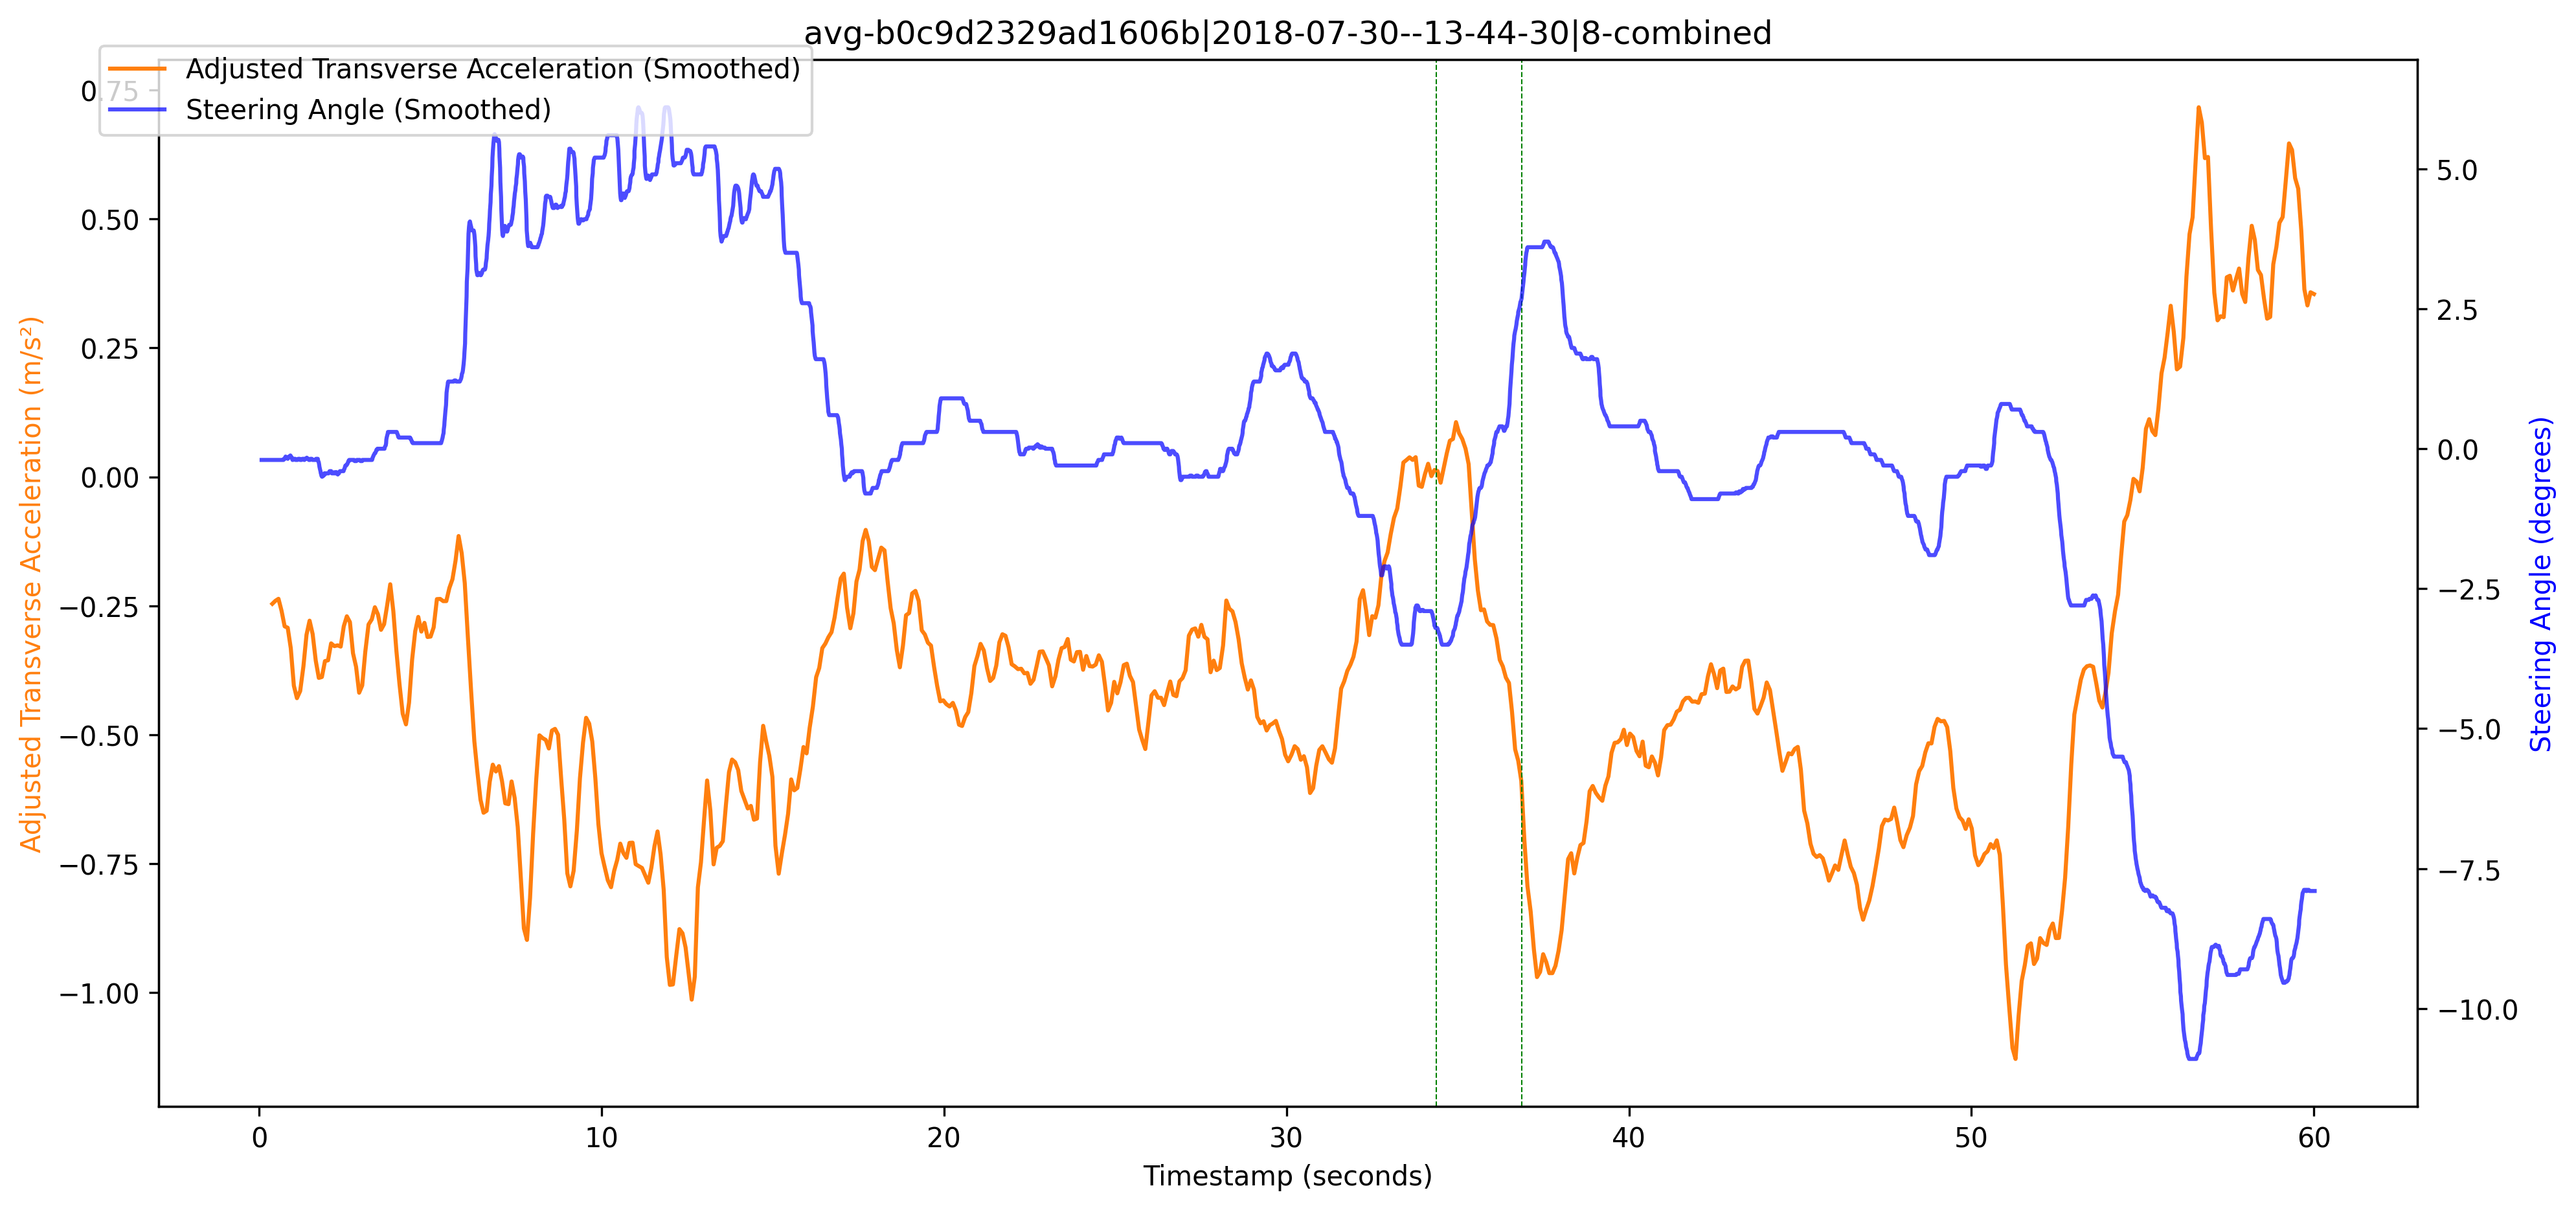 avg-b0c9d2329ad1606b|2018-07-30--13-44-30|8-combined
Adjusted Transverse Acceleration (Smoothed)
Steering Angle (Smoothed)
Adjusted Transverse Acceleration (m/s²)
0.75
0.50
0.25
0.00
−0.25
−0.50
−0.75
−1.00
5.0
2.5
0.0
−2.5
−5.0
−7.5
−10.0
Steering Angle (degrees)
0 10 20 30 40 50 60
Timestamp (seconds)